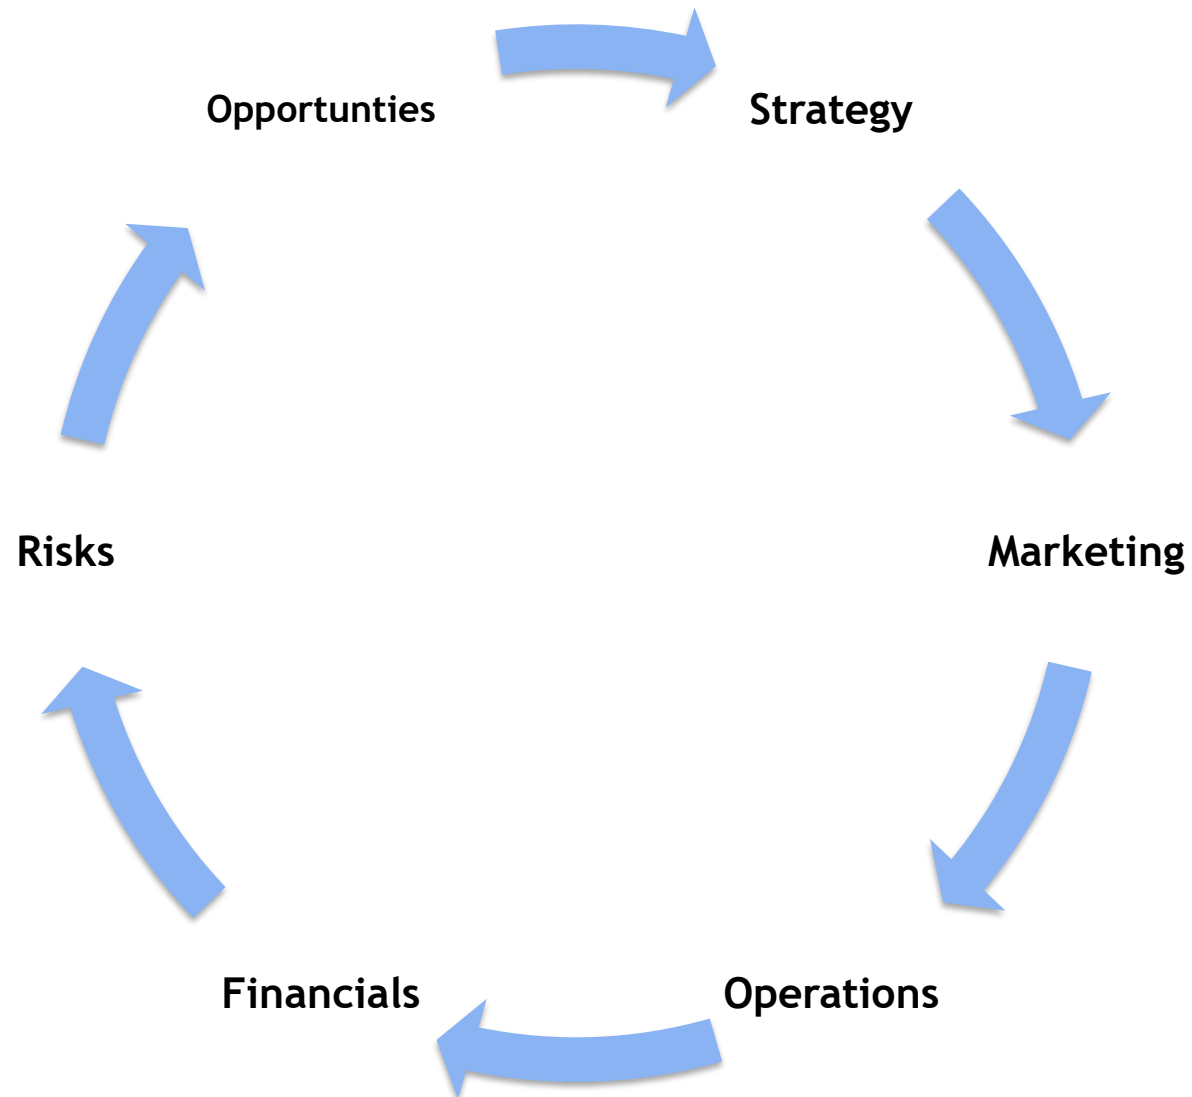 Opportunties
Strategy
Risks
Marketing
Financials
Operations